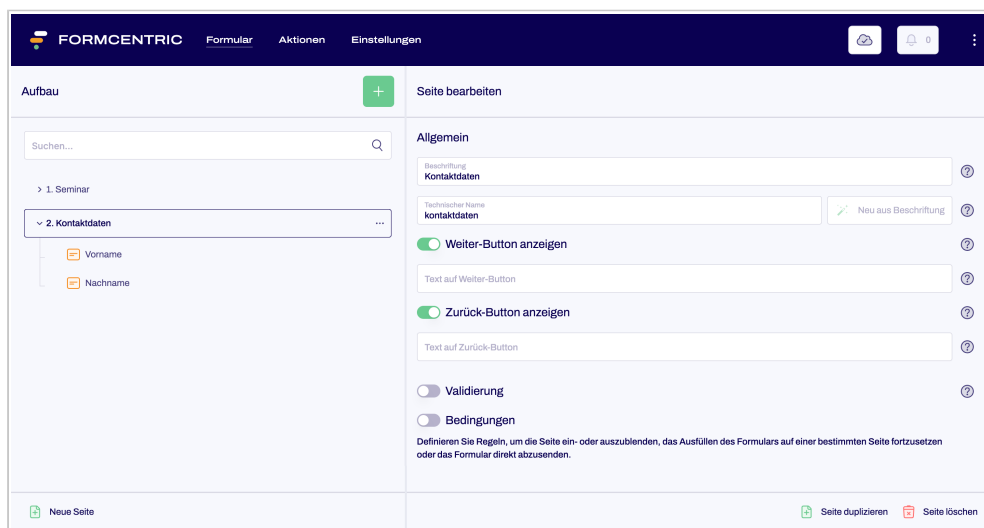 FORMCENTRIC Formular Aktionen Einstellungen 0
Aufbau
Seite bearbeiten
Suchen...
1. Seminar
2. Kontaktdaten
Vorname
Nachname
Allgemein
Beschriftung
Kontaktdaten
Technischer Name
kontaktdaten
Neu aus Beschriftung
Weiter-Button anzeigen
Text auf Weiter-Button
Zurück-Button anzeigen
Text auf Zurück-Button
Validierung
Bedingungen
Definieren Sie Regeln, um die Seite ein- oder auszublenden, das Ausfüllen des Formulars auf einer bestimmten Seite fortzusetzen
oder das Formular direkt abzusenden.
Neue Seite
Seite duplizieren Seite löschen